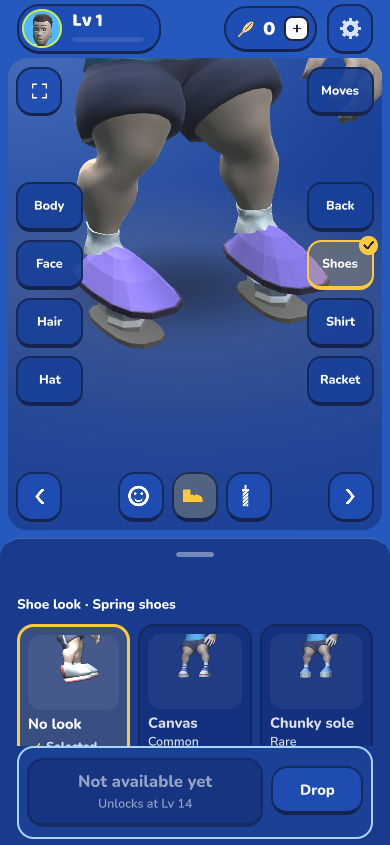 Lv 1
0
+
Moves
Body
Back
Face
Shoes
Hair
Shirt
Hat
Racket
Shoe look · Spring shoes
No look
✓ Selected
Canvas
Common
Chunky sole
Rare
Not available yet
Unlocks at Lv 14
Drop